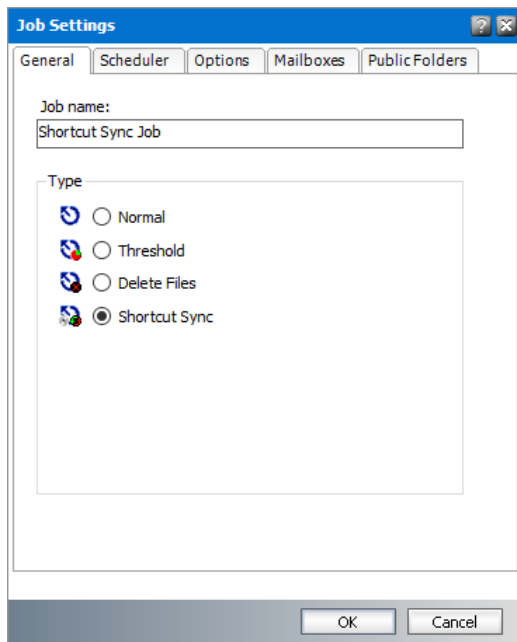 Job Settings
General Scheduler Options Mailboxes Public Folders
Job name:
Shortcut Sync Job
Type
Normal
Threshold
Delete Files
Shortcut Sync
OK Cancel